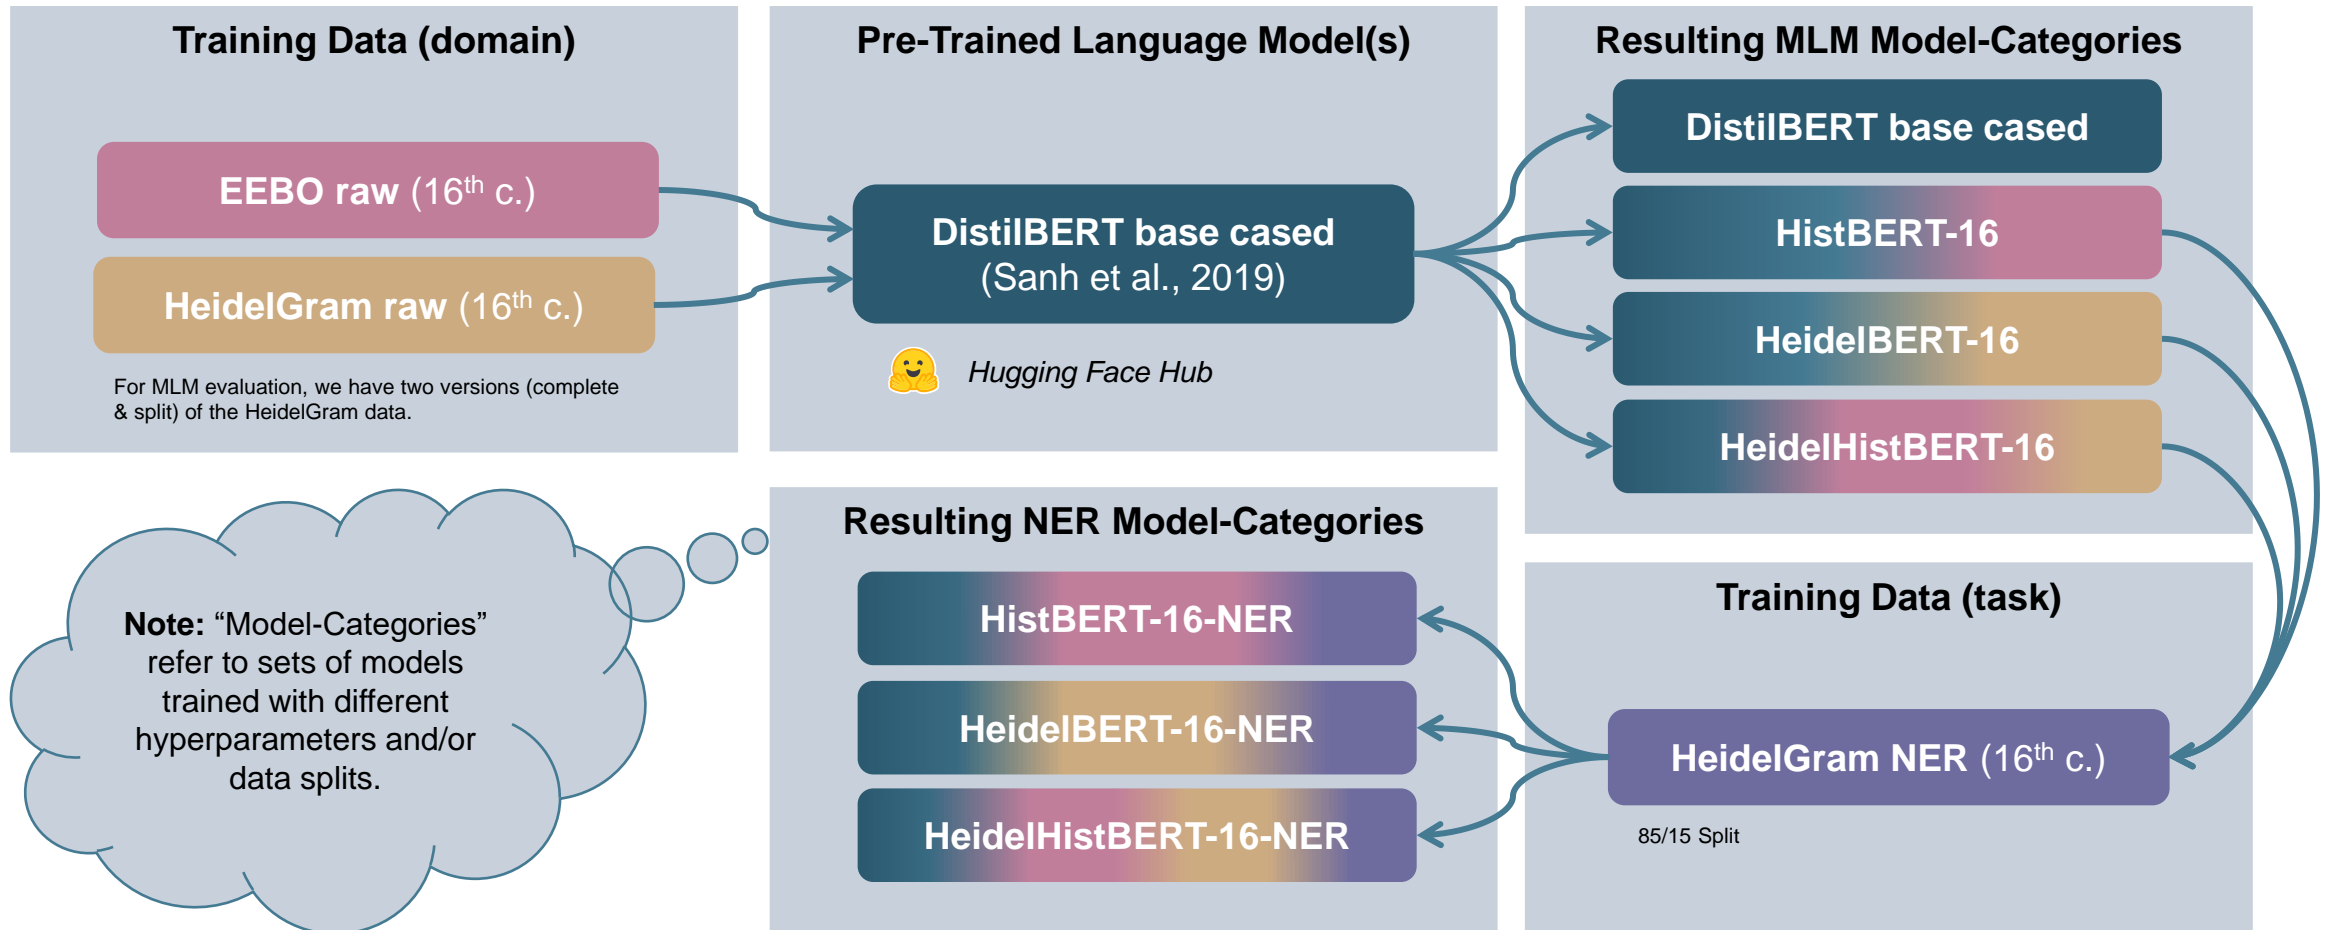 Training Data (domain)
EEBO raw (16th c.)
HeidelGram raw (16th c.)
For MLM evaluation, we have two versions (complete
& split) of the HeidelGram data.
Pre-Trained Language Model(s)
DistilBERT base cased
(Sanh et al., 2019)
Hugging Face Hub
Resulting MLM Model-Categories
DistilBERT base cased
HistBERT-16
HeidelBERT-16
HeidelHistBERT-16
Note: “Model-Categories”
refer to sets of models
trained with different
hyperparameters and/or
data splits.
Resulting NER Model-Categories
HistBERT-16-NER
HeidelBERT-16-NER
HeidelHistBERT-16-NER
Training Data (task)
HeidelGram NER (16th c.)
85/15 Split